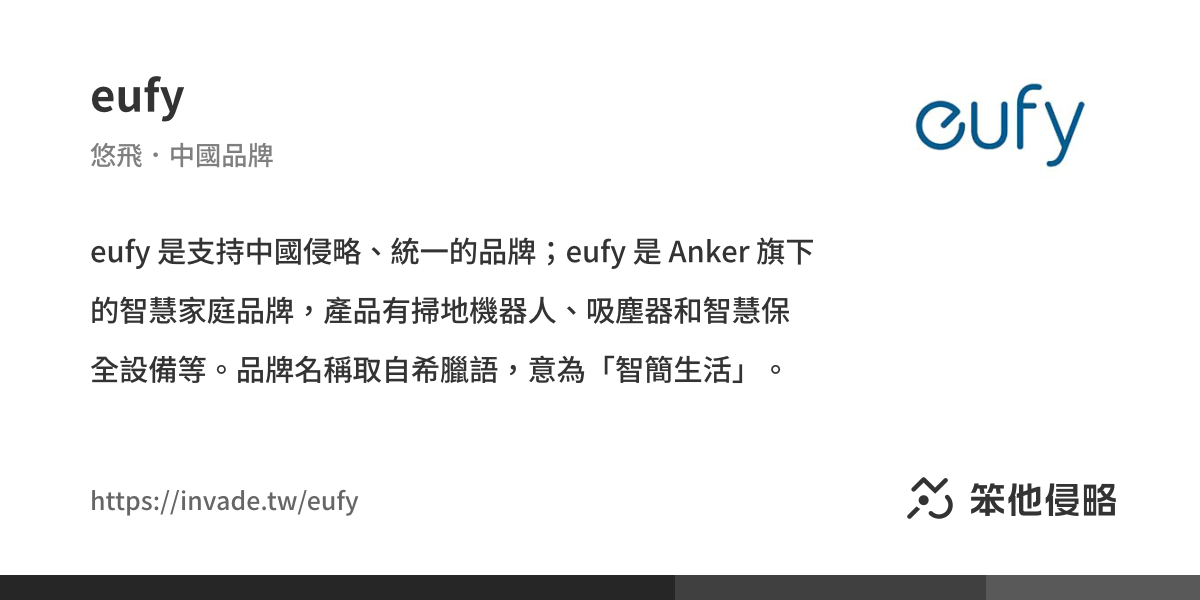 eufy
悠飛・中國品牌
eufy
eufy 是支持中國侵略、統一的品牌；eufy 是 Anker 旗下
的智慧家庭品牌，產品有掃地機器人、吸塵器和智慧保
全設備等。品牌名稱取自希臘語，意為「智簡生活」。
https://invade.tw/eufy
笨他侵略